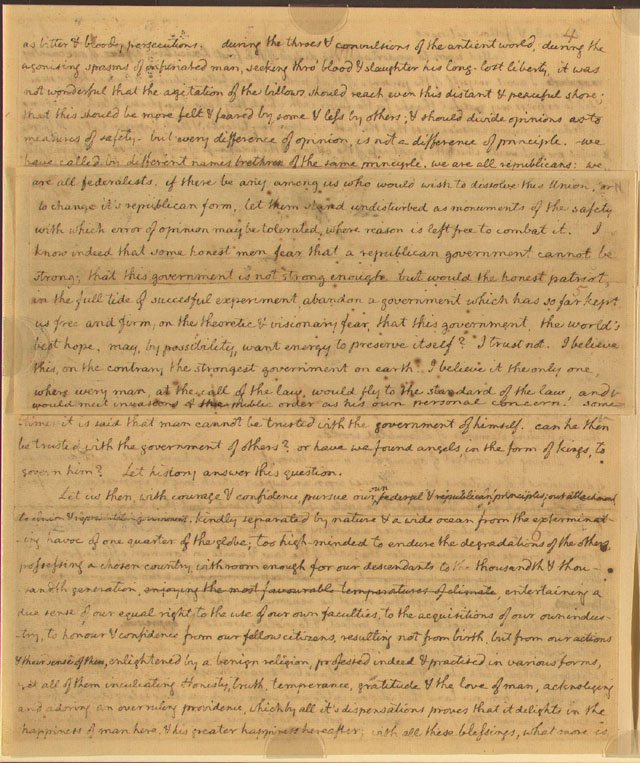 4
as bitter & bloody persecutions. during the throes & convulsions of the antient world, during the
agonising spasms of infuriated man, seeking thro' blood & slaughter his long-lost liberty, it was
not wonderful that the agitation of the billows should reach even this distant & peaceful shore;
that this should be more felt & feared by some & less by others; & should divide opinions as to
measures of safety. but every difference of opinion, is not a difference of principle. we
have called by different names brethren of the same principle. we are all republicans: we
are all federalists. if there be any among us who would wish to dissolve this Union, or
to change it's republican form, let them stand undisturbed as monuments of the safety
with which error of opinion may be tolerated, where reason is left free to combat it. I
know indeed that some honest men fear that a republican government cannot be
strong; that this government is not strong enough. but would the honest patriot,
in the full tide of successful experiment abandon a government which has so far kept
us free and firm, on the theoretic & visionary fear, that this government, the world's
best hope, may, by possibility, want energy to preserve itself? I trust not. I believe
this, on the contrary, the strongest government on earth. I believe it the only one,
where every man, at the call of the law, would fly to the standard of the law, and
would meet invasions of the public order as his own personal concern. some
times it is said that man cannot be trusted with the government of himself. can he then
be trusted with the government of others? or have we found angels in the form of kings, to
govern him? Let history answer this question.
Let us then, with courage & confidence pursue our own federal & republican principles; our attachment
to union & representative government. kindly separated by nature & a wide ocean from the exterminat-
-ing havoc of one quarter of the globe; too high-minded to endure the degradations of the others
possessing a chosen country, with room enough for our descendants to the thousandth & thou-
-sandth generation, enjoying the most favourable temperatures of climate, entertaining a
due sense of our equal right to the use of our own faculties, to the acquisitions of our own indus-
-try, to honour & confidence from our fellow citizens, resulting not from birth, but from our actions
& their sense of them, enlightened by a benign religion, professed indeed & practised in various forms,
yet all of them inculcating honesty, truth, temperance, gratitude & the love of man, acknoleging
and adoring an overruling providence, which by all it's dispensations proves that it delights in the
happiness of man here, & his greater happiness hereafter; with all these blessings, what more is